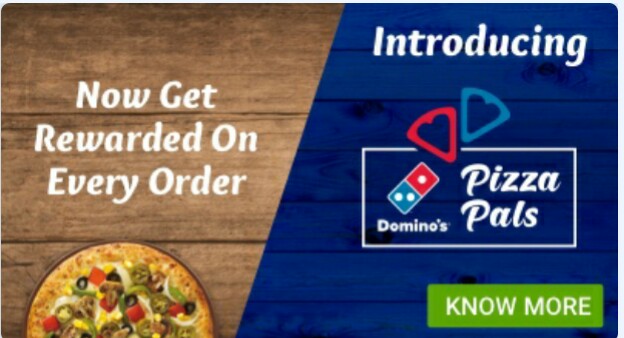 Now Get
Rewarded On
Every Order
Introducing
Domino's
Pizza
Pals
KNOW MORE